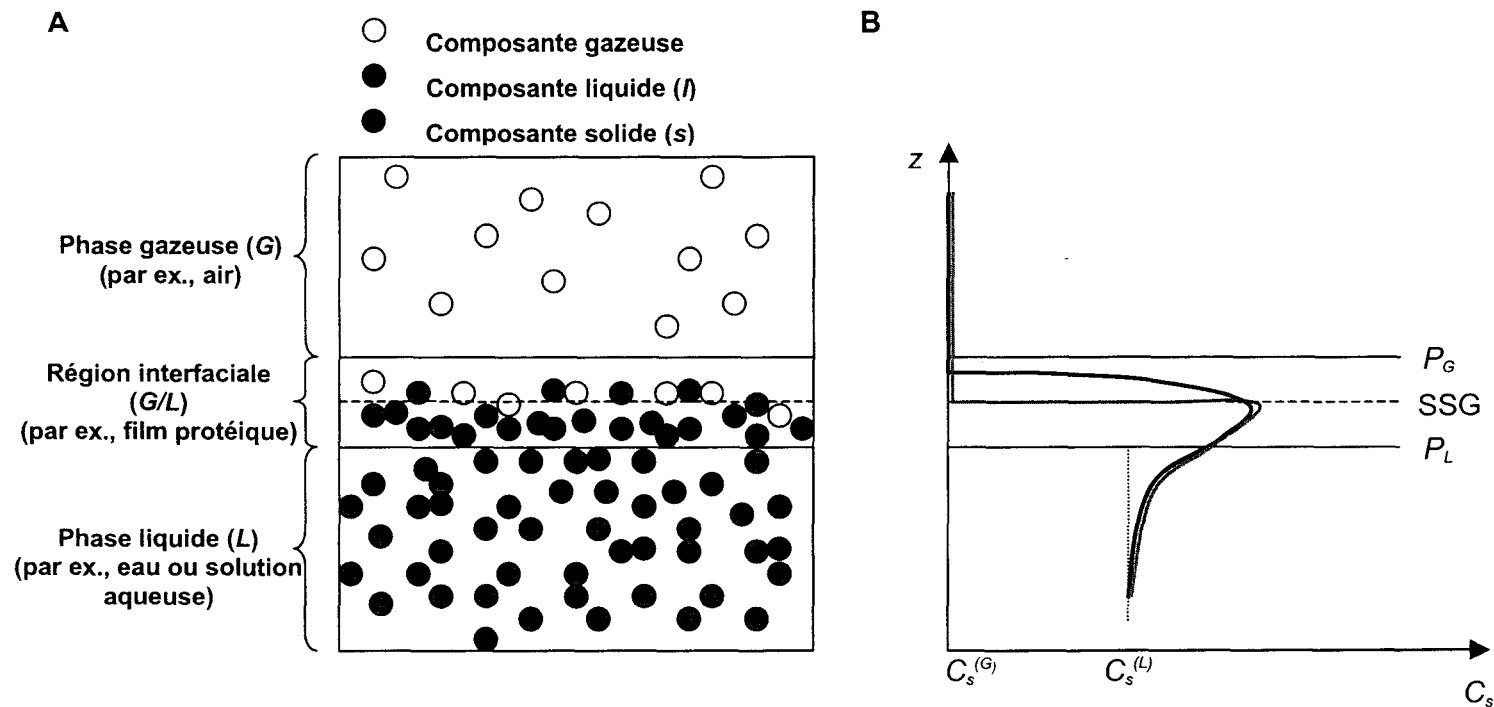 A
Composante gazeuse
Composante liquide (l)
Composante solide (s)
Phase gazeuse (G)
(par ex., air)
Région interfaciale
(G/L)
(par ex., film protéique)
Phase liquide (L)
(par ex., eau ou solution
aqueuse)
B
z
P_G
SSG
P_L
C_s^(G)
C_s^(L)
C_s